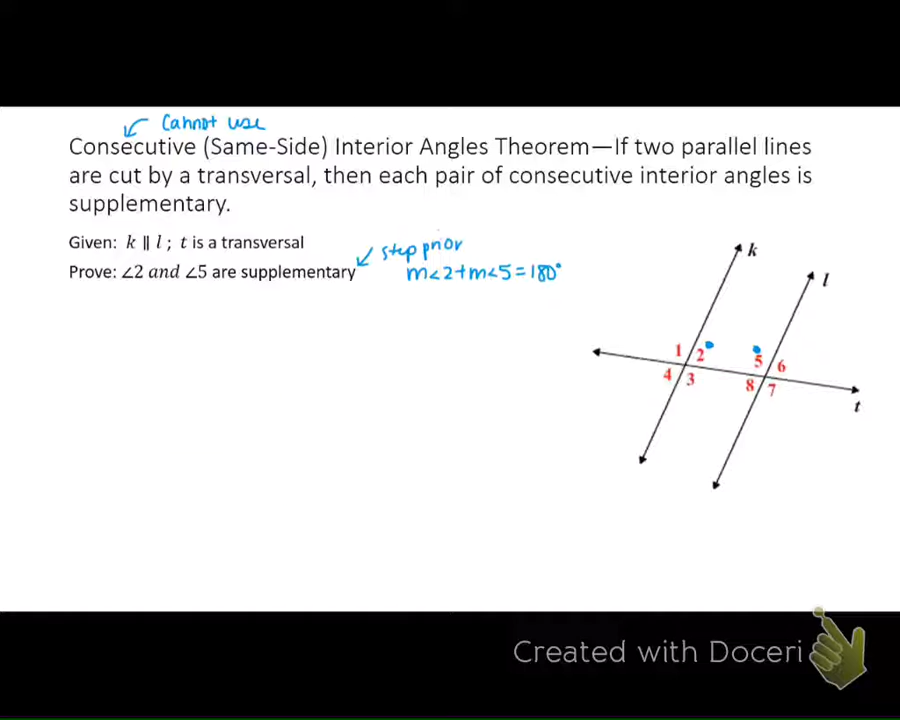 Cannot use
Consecutive (Same-Side) Interior Angles Theorem—If two parallel lines
are cut by a transversal, then each pair of consecutive interior angles is
supplementary.
Given: k ∥ l ; t is a transversal
step prior
Prove: ∠2 and ∠5 are supplementary
m∠2+m∠5=180°
k
l
1 2 5 6
4 3 8 7
t
Created with Doceri